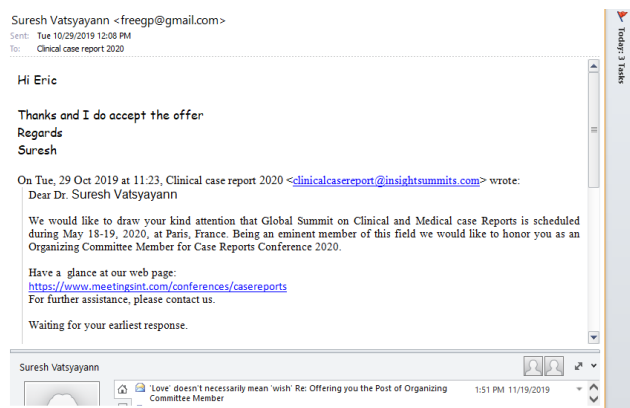 Suresh Vatsyayann <freegp@gmail.com>
Sent: Tue 10/29/2019 12:08 PM
To: Clinical case report 2020
Today: 3 Tasks
Hi Eric
Thanks and I do accept the offer
Regards
Suresh
On Tue, 29 Oct 2019 at 11:23, Clinical case report 2020 <clinicalcasereport@insightsummits.com> wrote:
Dear Dr. Suresh Vatsyayann
We would like to draw your kind attention that Global Summit on Clinical and Medical case Reports is scheduled
during May 18-19, 2020, at Paris, France. Being an eminent member of this field we would like to honor you as an
Organizing Committee Member for Case Reports Conference 2020.
Have a glance at our web page:
https://www.meetingsint.com/conferences/casereports
For further assistance, please contact us.
Waiting for your earliest response.
Suresh Vatsyayann
'Love' doesn't necessarily mean 'wish' Re: Offering you the Post of Organizing
Committee Member
1:51 PM 11/19/2019